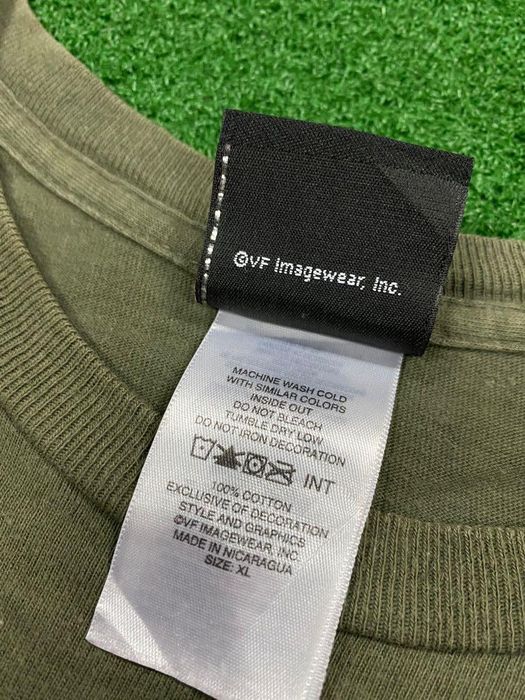 ©VF Imagewear, Inc.
MACHINE WASH COLD
WITH SIMILAR COLORS
INSIDE OUT
DO NOT BLEACH
TUMBLE DRY LOW
DO NOT IRON DECORATION
INT
100% COTTON
EXCLUSIVE OF DECORATION
STYLE AND GRAPHICS
©VF IMAGEWEAR, INC.
MADE IN NICARAGUA
SIZE: XL